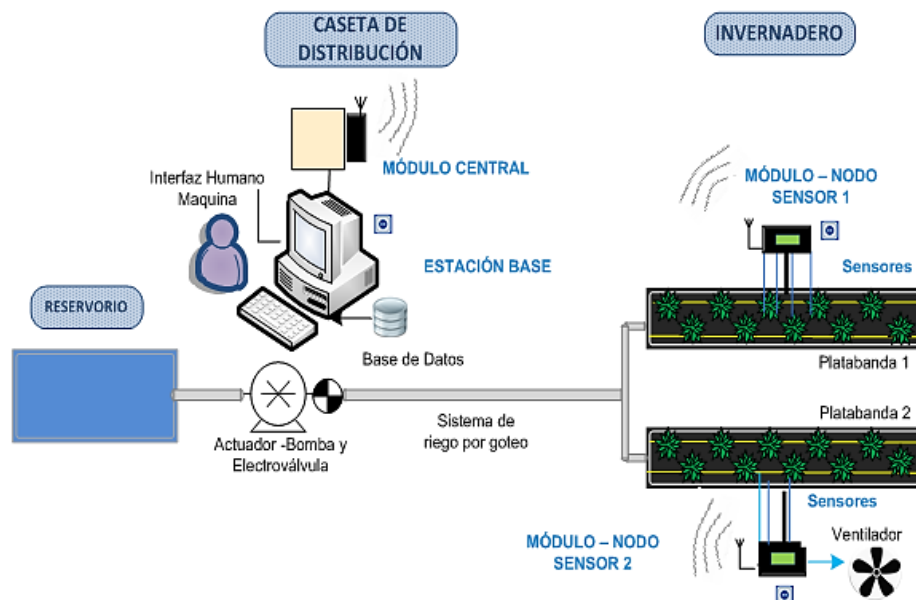 CASETA DE
DISTRIBUCIÓN
INVERNADERO
MÓDULO CENTRAL
Interfaz Humano
Maquina
MÓDULO – NODO
SENSOR 1
ESTACIÓN BASE
Sensores
RESERVORIO
Base de Datos
Platabanda 1
Platabanda 2
Sistema de
riego por goteo
Actuador -Bomba y
Electroválvula
Sensores
MÓDULO – NODO
SENSOR 2
Ventilador